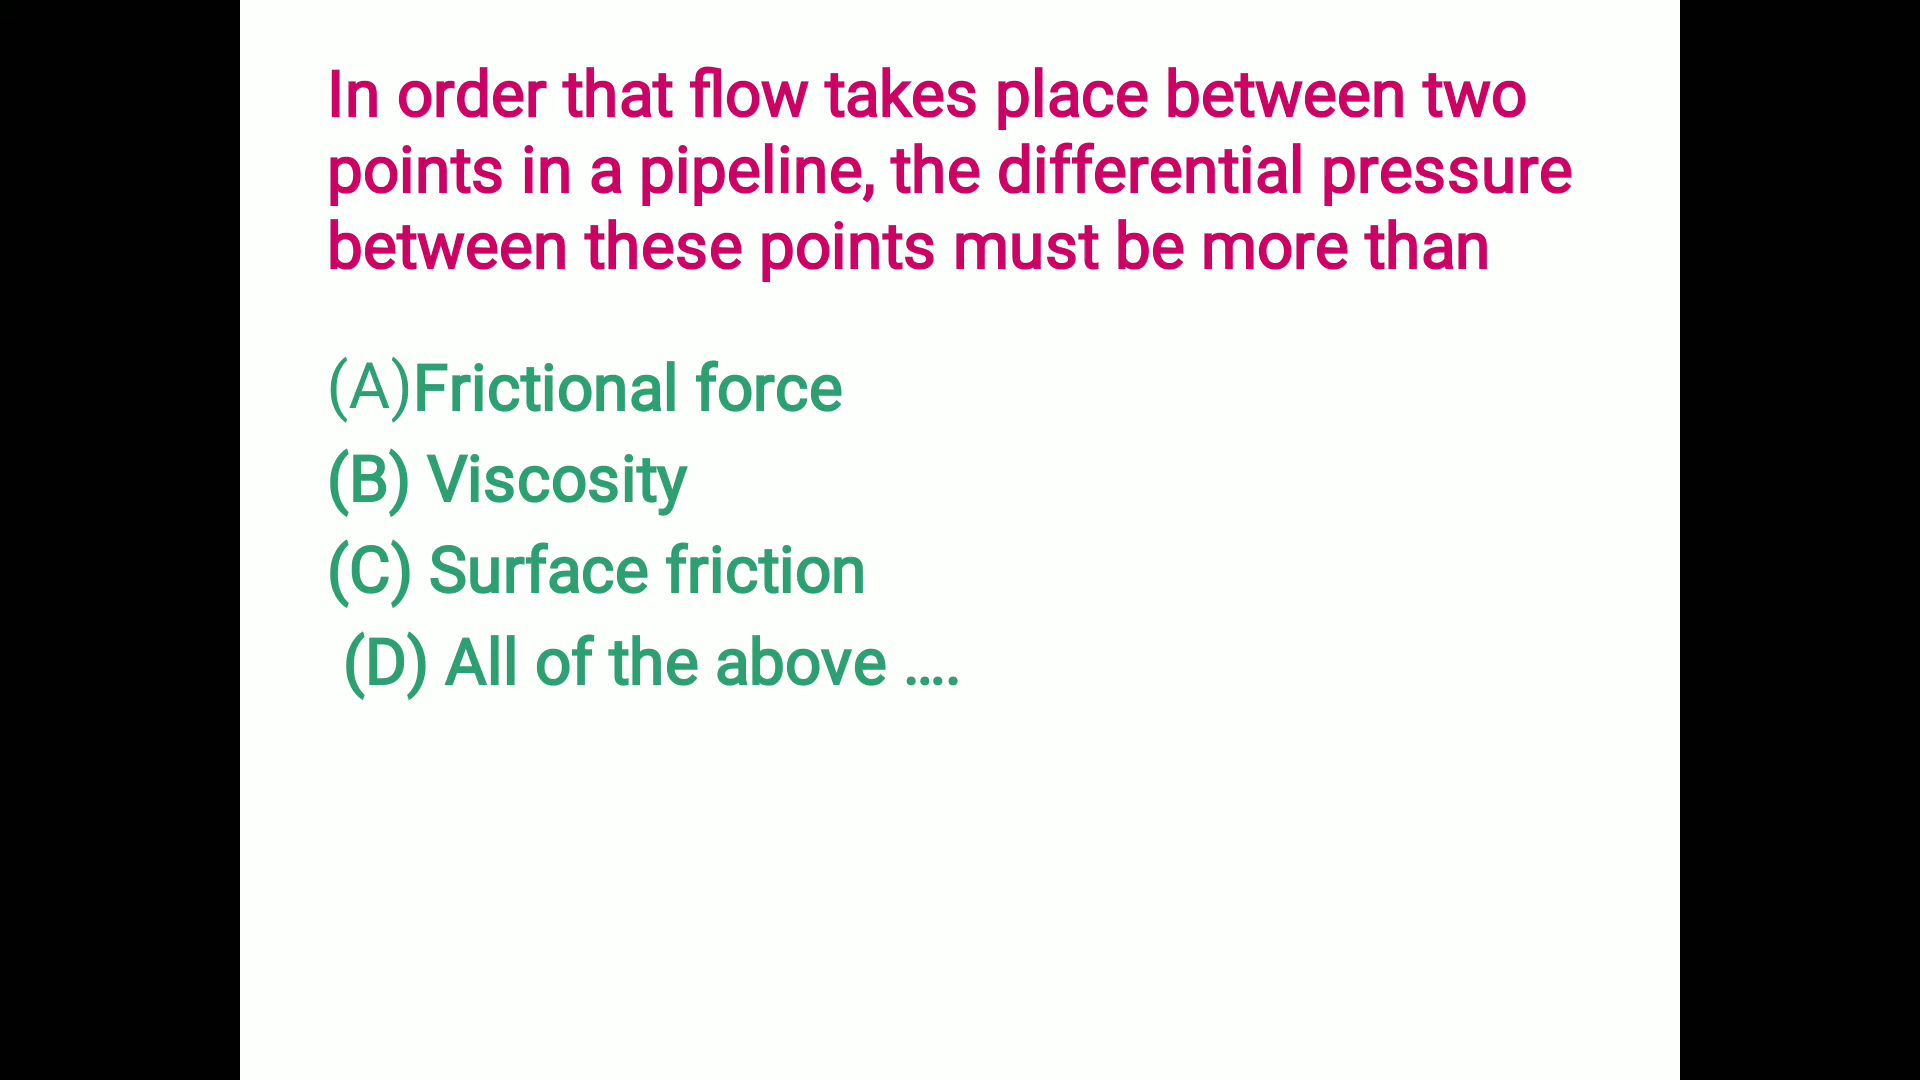 In order that flow takes place between two
points in a pipeline, the differential pressure
between these points must be more than
(A)Frictional force
(B) Viscosity
(C) Surface friction
(D) All of the above ....